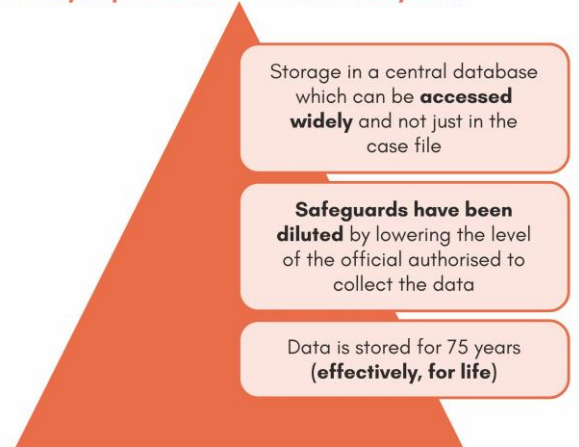 Storage in a central database
which can be accessed
widely and not just in the
case file
Safeguards have been
diluted by lowering the level
of the official authorised to
collect the data
Data is stored for 75 years
(effectively, for life)